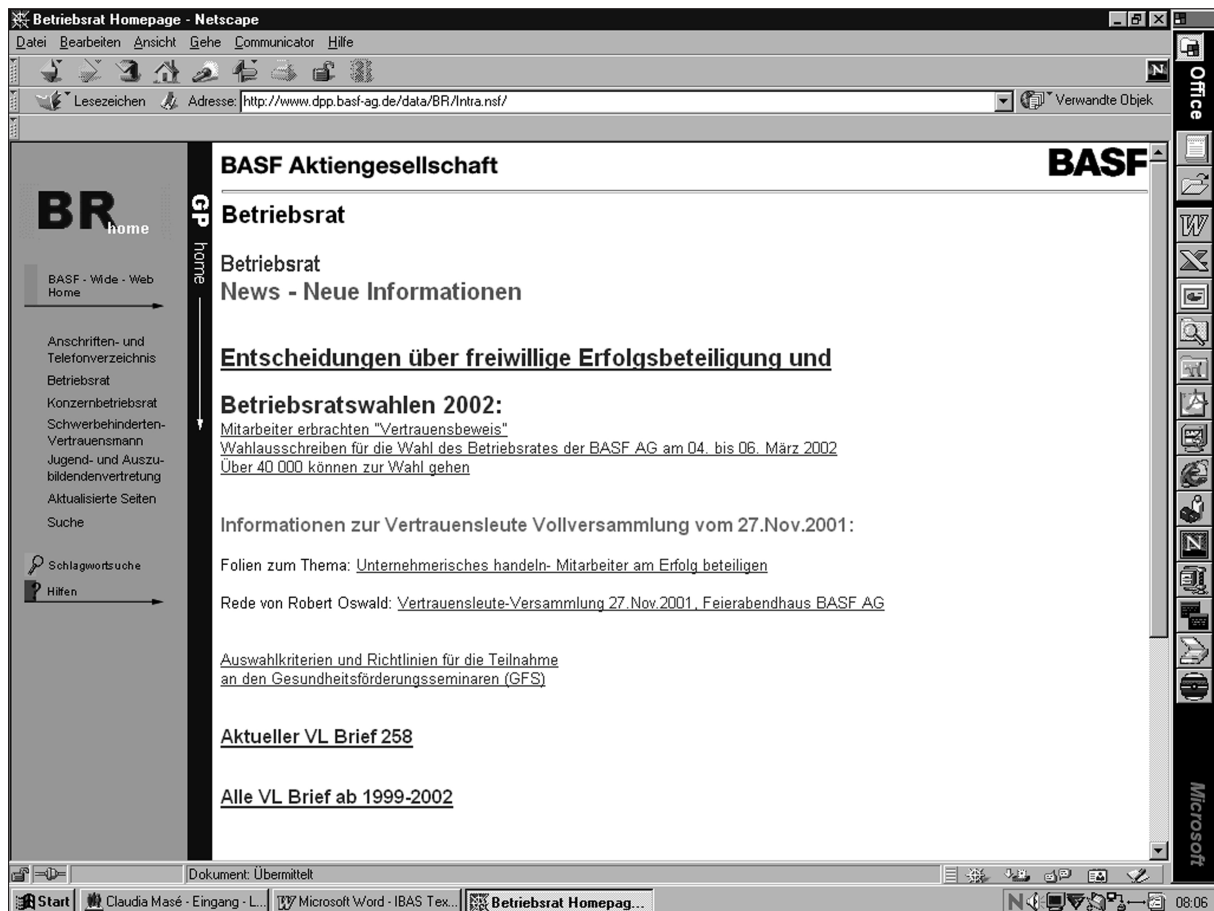 Betriebsrat Homepage - Netscape
Datei Bearbeiten Ansicht Gehe Communicator Hilfe
N
Lesezeichen Adresse: http://www.dpp.basf-ag.de/data/BR/Intra.nsf/ Verwandte Objek
BR home
BASF - Wide - Web
Home
Anschriften- und
Telefonverzeichnis
Betriebsrat
Konzernbetriebsrat
Schwerbehinderten-
Vertrauensmann
Jugend- und Auszu-
bildendenvertretung
Aktualisierte Seiten
Suche
Schlagwortsuche
? Hilfen
GP home
BASF Aktiengesellschaft
BASF
Betriebsrat
Betriebsrat
News - Neue Informationen
Entscheidungen über freiwillige Erfolgsbeteiligung und
Betriebsratswahlen 2002:
Mitarbeiter erbrachten "Vertrauensbeweis"
Wahlausschreiben für die Wahl des Betriebsrates der BASF AG am 04. bis 06. März 2002
Über 40 000 können zur Wahl gehen
Informationen zur Vertrauensleute Vollversammlung vom 27.Nov.2001:
Folien zum Thema: Unternehmerisches handeln- Mitarbeiter am Erfolg beteiligen
Rede von Robert Oswald: Vertrauensleute-Versammlung 27.Nov.2001, Feierabendhaus BASF AG
Auswahlkriterien und Richtlinien für die Teilnahme
an den Gesundheitsförderungsseminaren (GFS)
Aktueller VL Brief 258
Alle VL Brief ab 1999-2002
Office
W
X
N
Microsoft
Dokument: Übermittelt
Start Claudia Masé - Eingang - L... Microsoft Word - IBAS Tex... Betriebsrat Homepag... N 08:06